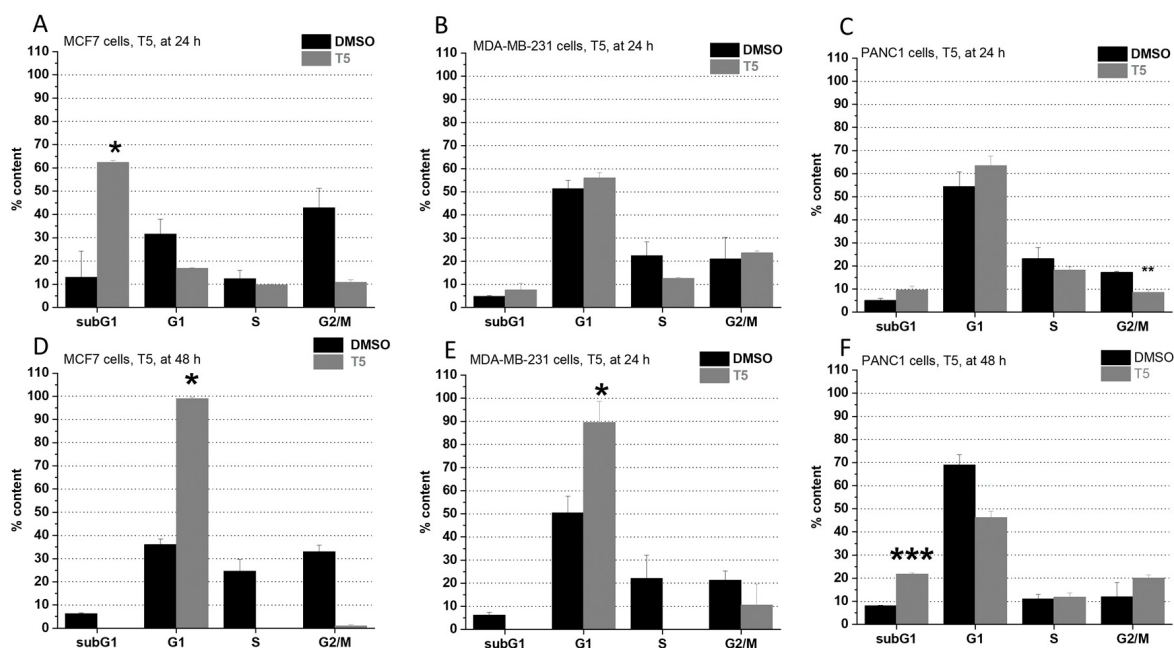 A
MCF7 cells, T5, at 24 h
DMSO
T5
110
100
90
80
70
60
50
40
30
20
10
0
% content
*
subG1 G1 S G2/M
B
MDA-MB-231 cells, T5, at 24 h
DMSO
T5
110
100
90
80
70
60
50
40
30
20
10
0
% content
subG1 G1 S G2/M
C
PANC1 cells, T5, at 24 h
DMSO
T5
110
100
90
80
70
60
50
40
30
20
10
0
% content
**
subG1 G1 S G2/M
D
MCF7 cells, T5, at 48 h
DMSO
T5
110
100
90
80
70
60
50
40
30
20
10
0
% content
*
subG1 G1 S G2/M
E
MDA-MB-231 cells, T5, at 24 h
DMSO
T5
110
100
90
80
70
60
50
40
30
20
10
0
% content
*
subG1 G1 S G2/M
F
PANC1 cells, T5, at 48 h
DMSO
T5
110
100
90
80
70
60
50
40
30
20
10
0
% content
***
subG1 G1 S G2/M